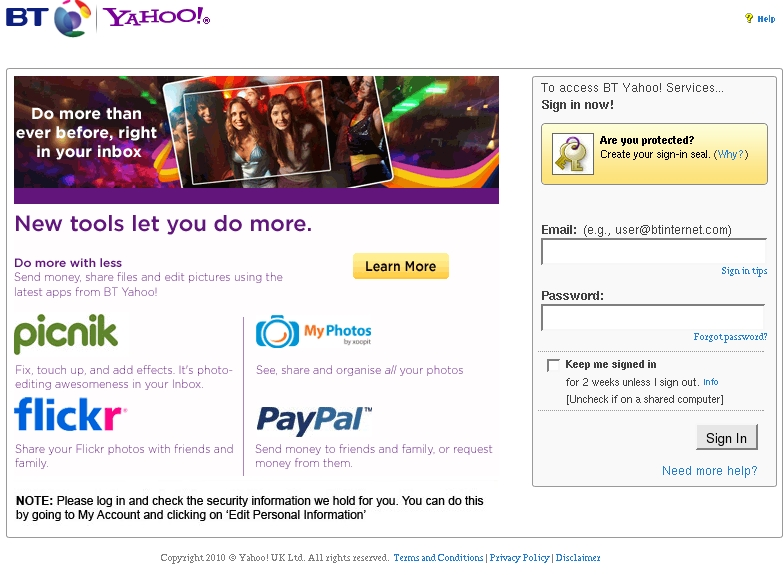 BT YAHOO!
Help
Do more than
ever before, right
in your inbox
New tools let you do more.
Do more with less
Send money, share files and edit pictures using the
latest apps from BT Yahoo!
Learn More
picnik
Fix, touch up, and add effects. It's photo-
editing awesomeness in your Inbox.
My Photos
by xoopit
See, share and organise all your photos
flickr
Share your Flickr photos with friends and
family.
PayPal™
Send money to friends and family, or request
money from them.
NOTE: Please log in and check the security information we hold for you. You can do this
by going to My Account and clicking on ‘Edit Personal Information’
To access BT Yahoo! Services...
Sign in now!
Are you protected?
Create your sign-in seal. (Why?)
Email: (e.g., user@btinternet.com)
Sign in tips
Password:
Forgot password?
Keep me signed in
for 2 weeks unless I sign out. Info
[Uncheck if on a shared computer]
Sign In
Need more help?
Copyright 2010 © Yahoo! UK Ltd. All rights reserved. Terms and Conditions | Privacy Policy | Disclaimer